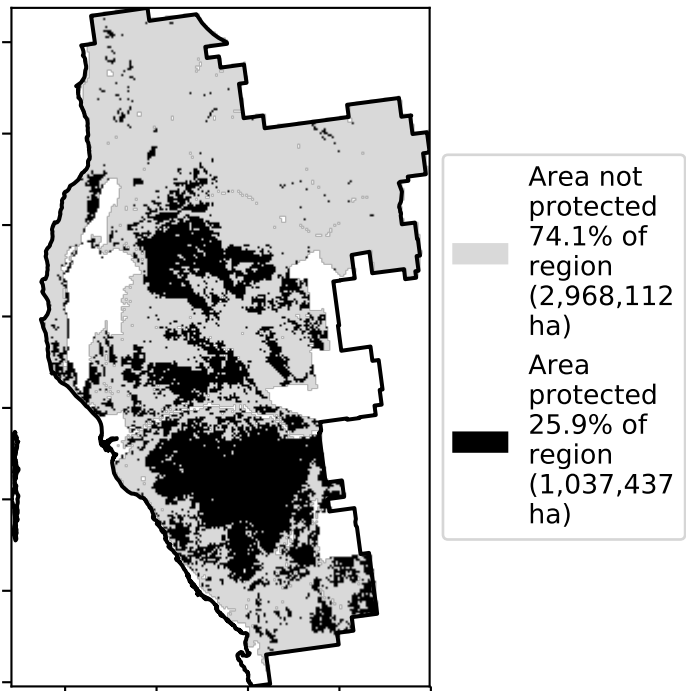 Area not
protected
74.1% of
region
(2,968,112
ha)
Area
protected
25.9% of
region
(1,037,437
ha)